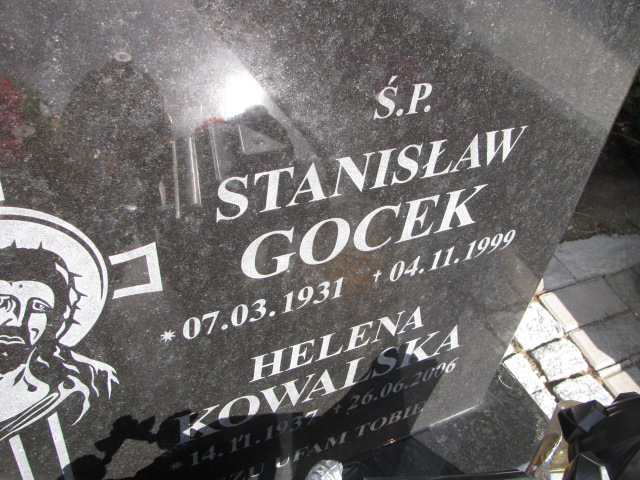 Ś.P.
STANISŁAW
GOCEK
* 07.03.1931 † 04.11.1999
HELENA
KOWALSKA
* 14.11.1937 † 26.06.2006
UFAM TOBIE